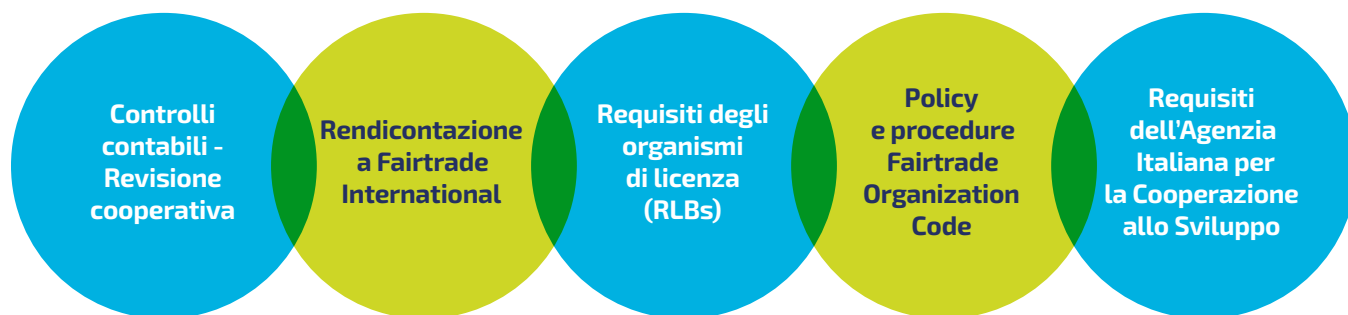 Controlli
contabili -
Revisione
cooperativa
Rendicontazione
a Fairtrade
International
Requisiti degli
organismi
di licenza
(RLBs)
Policy
e procedure
Fairtrade
Organization
Code
Requisiti
dell'Agenzia
Italiana per
la Cooperazione
allo Sviluppo